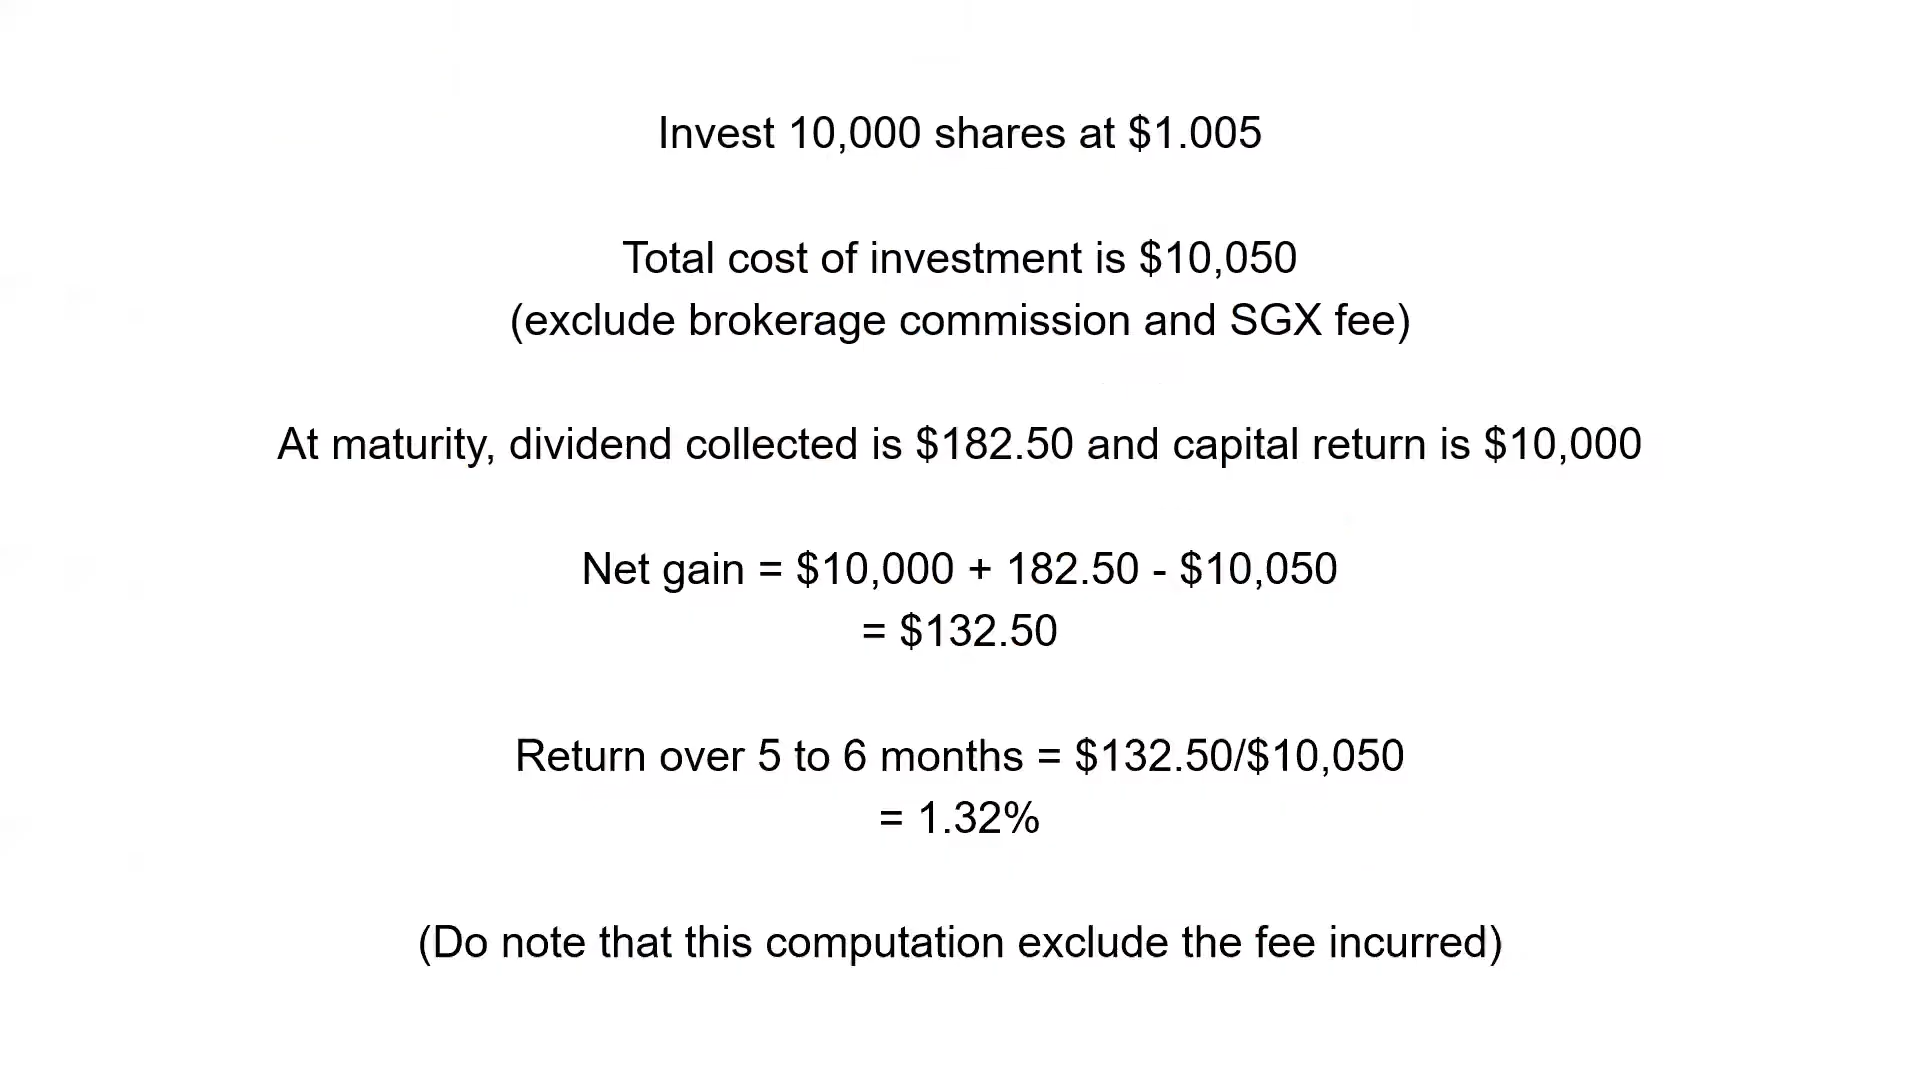 Invest 10,000 shares at $1.005
Total cost of investment is $10,050
(exclude brokerage commission and SGX fee)
At maturity, dividend collected is $182.50 and capital return is $10,000
Net gain = $10,000 + 182.50 - $10,050
= $132.50
Return over 5 to 6 months = $132.50/$10,050
= 1.32%
(Do note that this computation exclude the fee incurred)